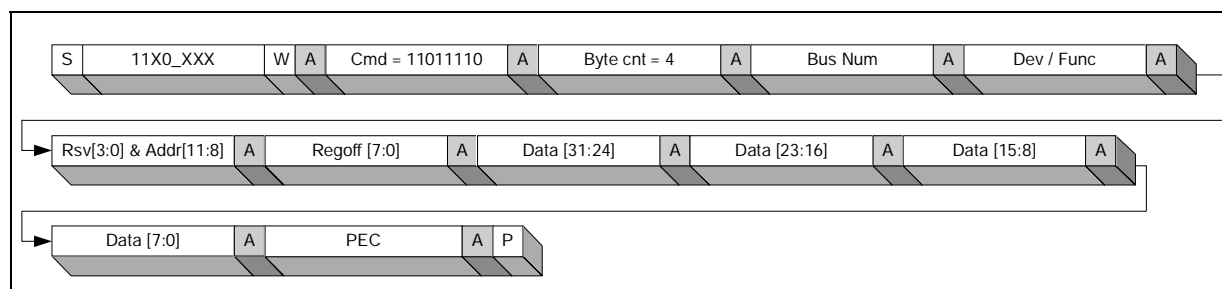 S 11X0_XXX W A Cmd = 11011110 A Byte cnt = 4 A Bus Num A Dev / Func A
Rsv[3:0] & Addr[11:8] A Regoff [7:0] A Data [31:24] A Data [23:16] A Data [15:8] A
Data [7:0] A PEC A P